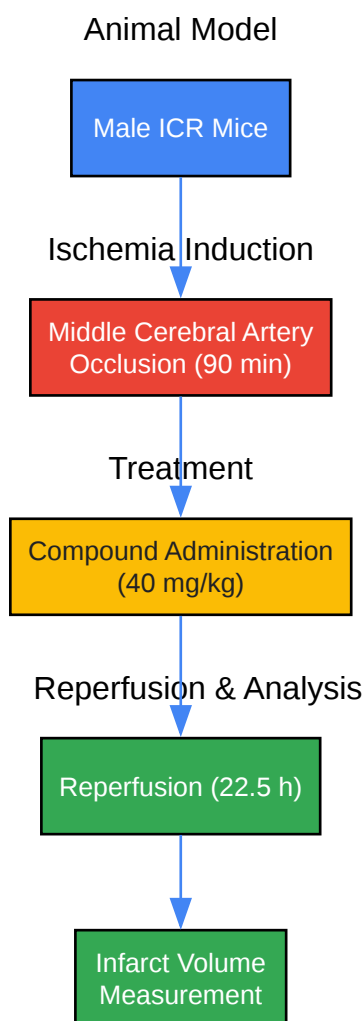 Animal Model
Male ICR Mice
Ischemia Induction
Middle Cerebral Artery
Occlusion (90 min)
Treatment
Compound Administration
(40 mg/kg)
Reperfusion & Analysis
Reperfusion (22.5 h)
Infarct Volume
Measurement